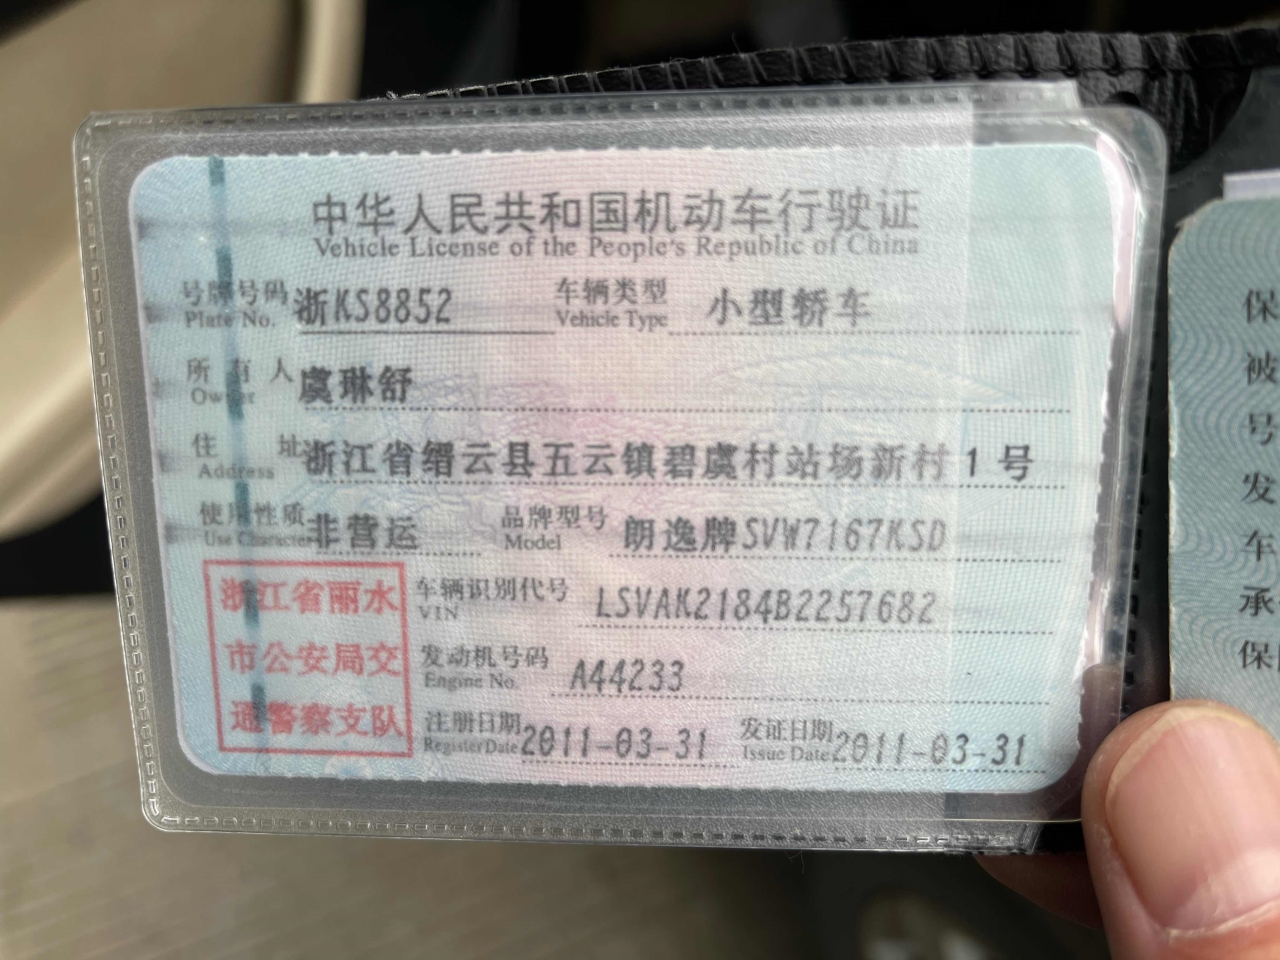 中华人民共和国机动车行驶证
Vehicle License of the People's Republic of China
号牌号码 浙KS8852 车辆类型 小型轿车
Plate No. Vehicle Type
所有人 虞琳舒
Owner
住址 浙江省缙云县五云镇碧虞村站场新村1号
Address
使用性质 非营运 品牌型号 朗逸牌SVW7167KSD
Use Character Model
浙江省丽水
市公安局交
通警察支队
车辆识别代号 LSVAK2184B2257682
VIN
发动机号码 A44233
Engine No.
注册日期 2011-03-31 发证日期 2011-03-31
Register Date Issue Date
保
被
号
发
车
承
保